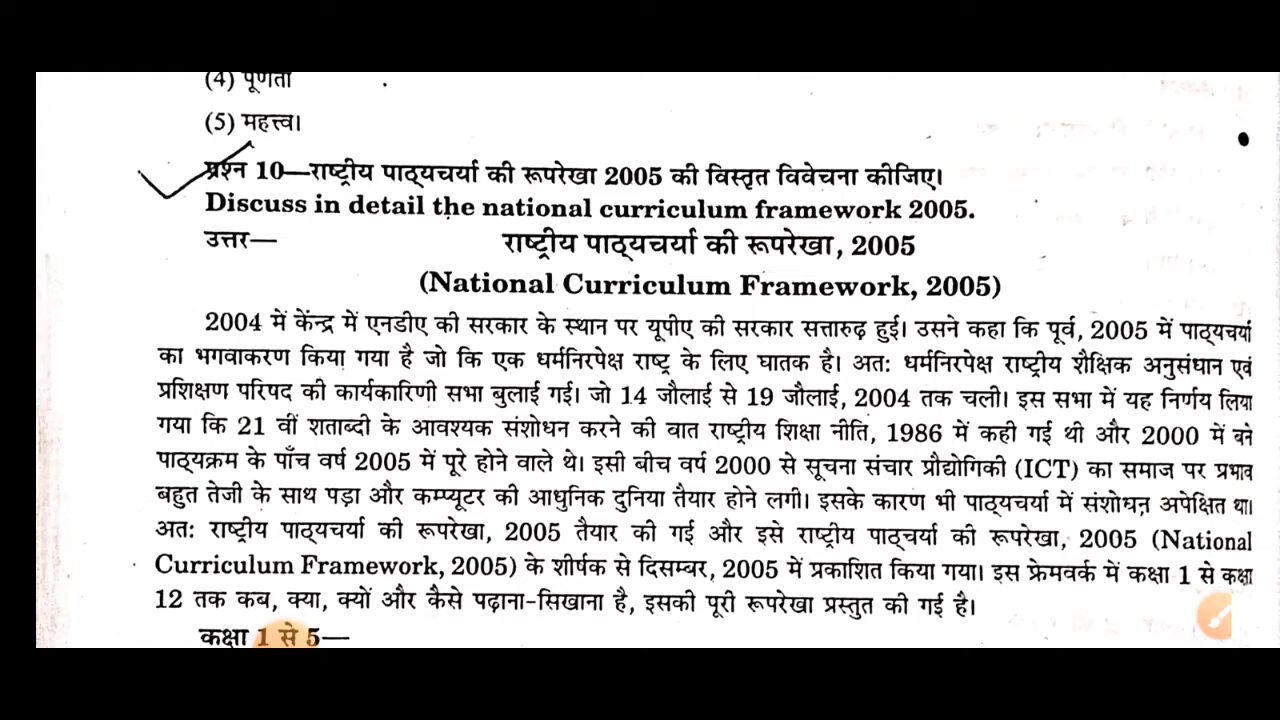 (4) पूर्णता
(5) महत्त्व।
प्रश्न 10—राष्ट्रीय पाठ्यचर्या की रूपरेखा 2005 की विस्तृत विवेचना कीजिए।
Discuss in detail the national curriculum framework 2005.
उत्तर—
राष्ट्रीय पाठ्यचर्या की रूपरेखा, 2005
(National Curriculum Framework, 2005)
2004 में केंन्द्र में एनडीए की सरकार के स्थान पर यूपीए की सरकार सत्तारुढ़ हुई। उसने कहा कि पूर्व, 2005 में पाठ्यचर्या
का भगवाकरण किया गया है जो कि एक धर्मनिरपेक्ष राष्ट्र के लिए घातक है। अतः धर्मनिरपेक्ष राष्ट्रीय शैक्षिक अनुसंधान एवं
प्रशिक्षण परिषद की कार्यकारिणी सभा बुलाई गई। जो 14 जौलाई से 19 जौलाई, 2004 तक चली। इस सभा में यह निर्णय लिया
गया कि 21 वीं शताब्दी के आवश्यक संशोधन करने की वात राष्ट्रीय शिक्षा नीति, 1986 में कही गई थी और 2000 में बने
पाठ्यक्रम के पाँच वर्ष 2005 में पूरे होने वाले थे। इसी बीच वर्ष 2000 से सूचना संचार प्रौद्योगिकी (ICT) का समाज पर प्रभाव
बहुत तेजी के साथ पड़ा और कम्प्यूटर की आधुनिक दुनिया तैयार होने लगी। इसके कारण भी पाठ्यचर्या में संशोधन अपेक्षित था।
अतः राष्ट्रीय पाठ्यचर्या की रूपरेखा, 2005 तैयार की गई और इसे राष्ट्रीय पाठ्चर्या की रूपरेखा, 2005 (National
Curriculum Framework, 2005) के शीर्षक से दिसम्बर, 2005 में प्रकाशित किया गया। इस फ्रेमवर्क में कक्षा 1 से कक्षा
12 तक कब, क्या, क्यों और कैसे पढ़ाना-सिखाना है, इसकी पूरी रूपरेखा प्रस्तुत की गई है।
कक्षा 1 से 5—